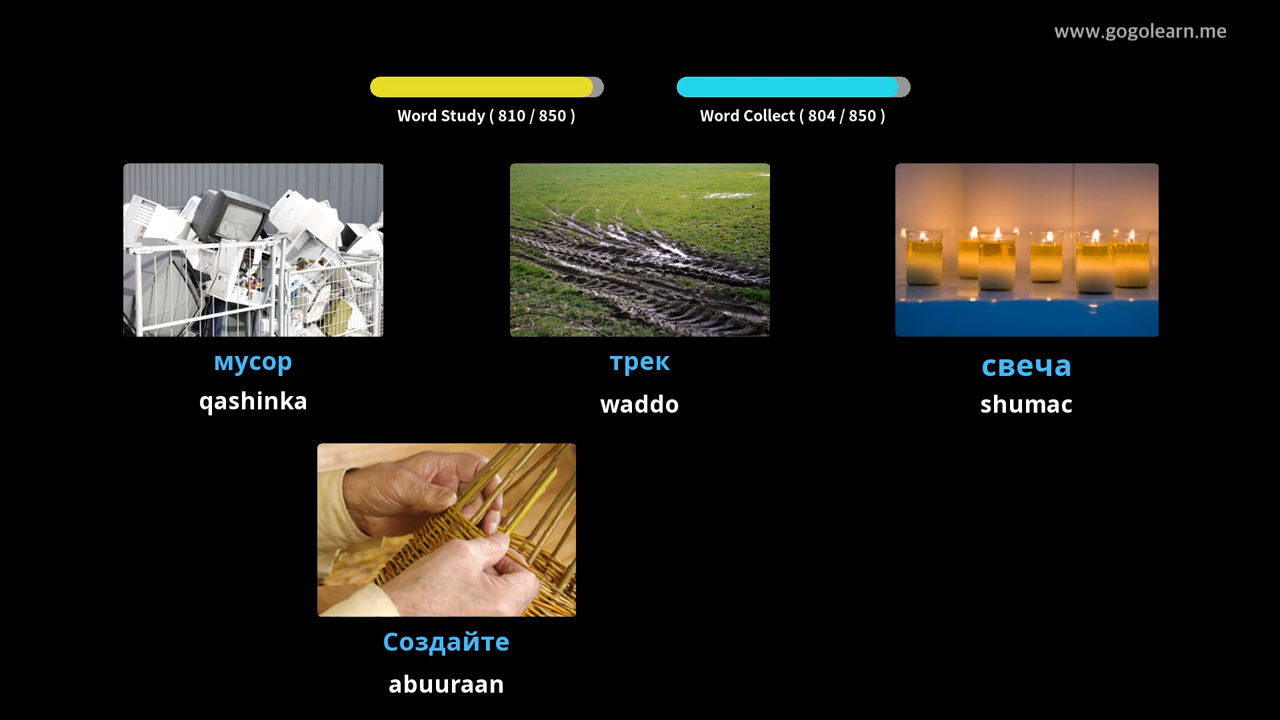 www.gogolearn.me
Word Study ( 810 / 850 )
Word Collect ( 804 / 850 )
мусор
qashinka
трек
waddo
свеча
shumac
Создайте
abuuraan